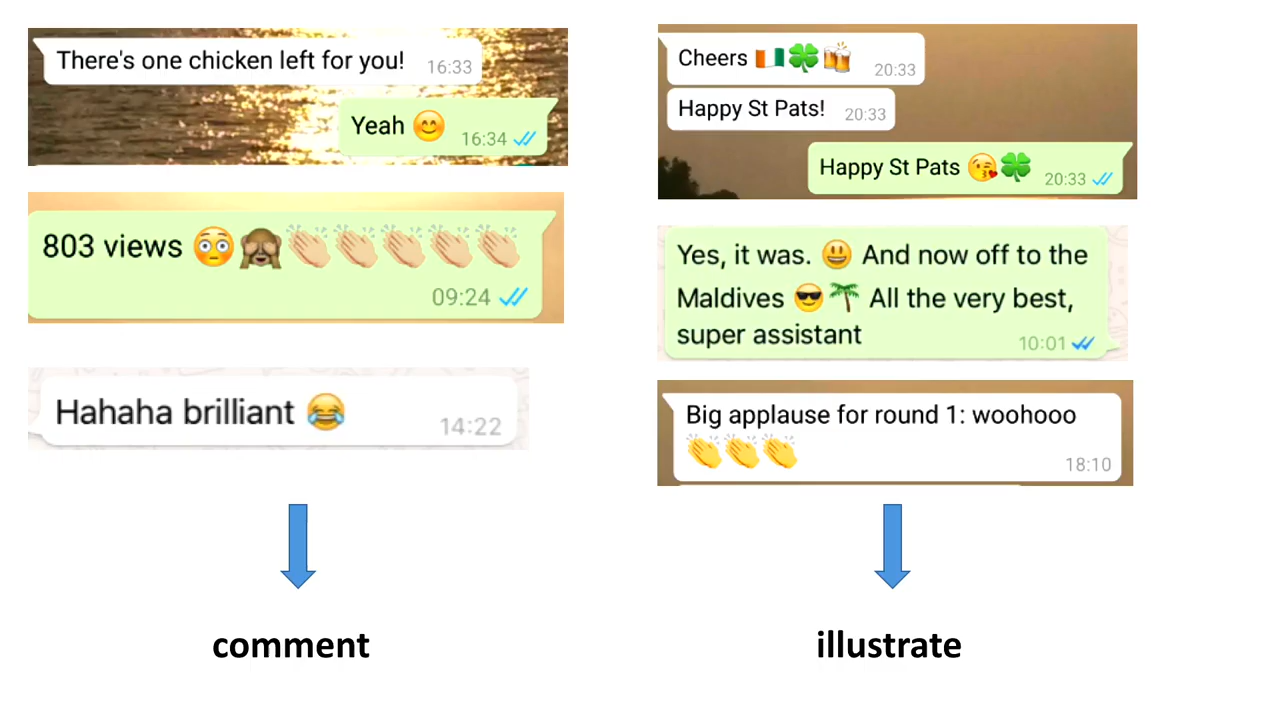 There's one chicken left for you! 16:33
Yeah 😊 16:34
803 views 😳🙈👏🏼👏🏼👏🏼👏🏼👏🏼
09:24
Hahaha brilliant 😂 14:22
comment
Cheers 🇮🇪🍀🍻 20:33
Happy St Pats! 20:33
Happy St Pats 😘🍀 20:33
Yes, it was. 😃 And now off to the
Maldives 😎🌴 All the very best,
super assistant 10:01
Big applause for round 1: woohooo
👏👏👏 18:10
illustrate